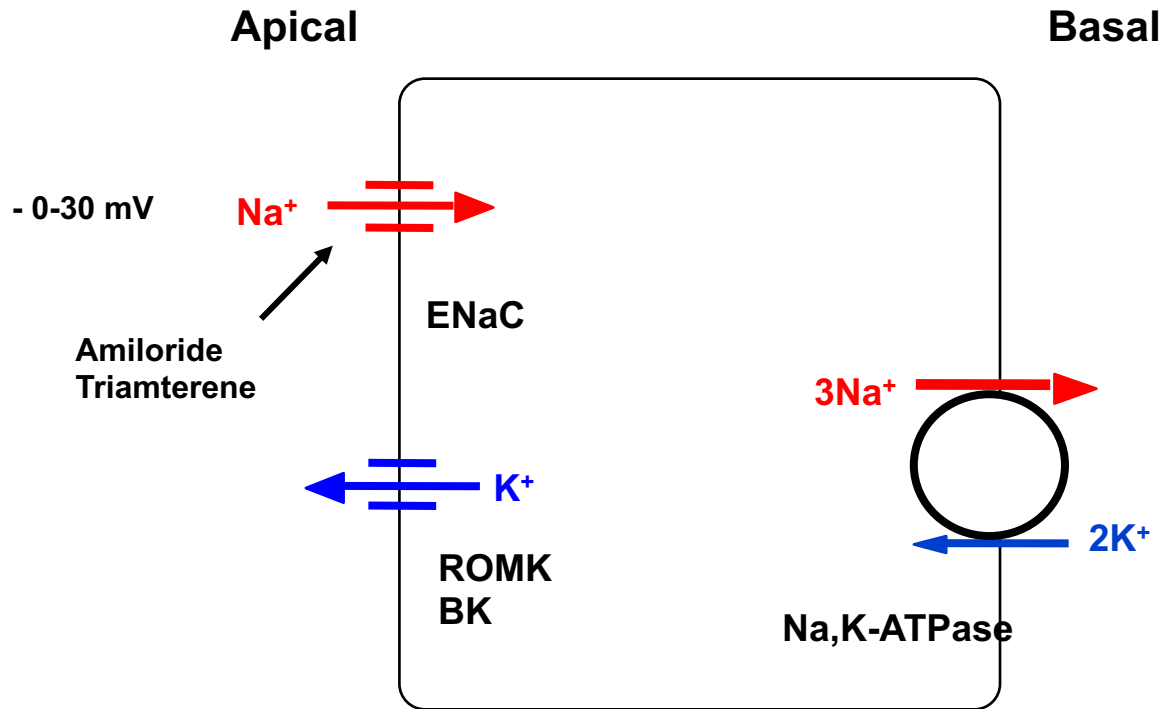 Apical
Basal
- 0-30 mV
Na⁺
ENaC
Amiloride
Triamterene
3Na⁺
K⁺
2K⁺
ROMK
BK
Na,K-ATPase